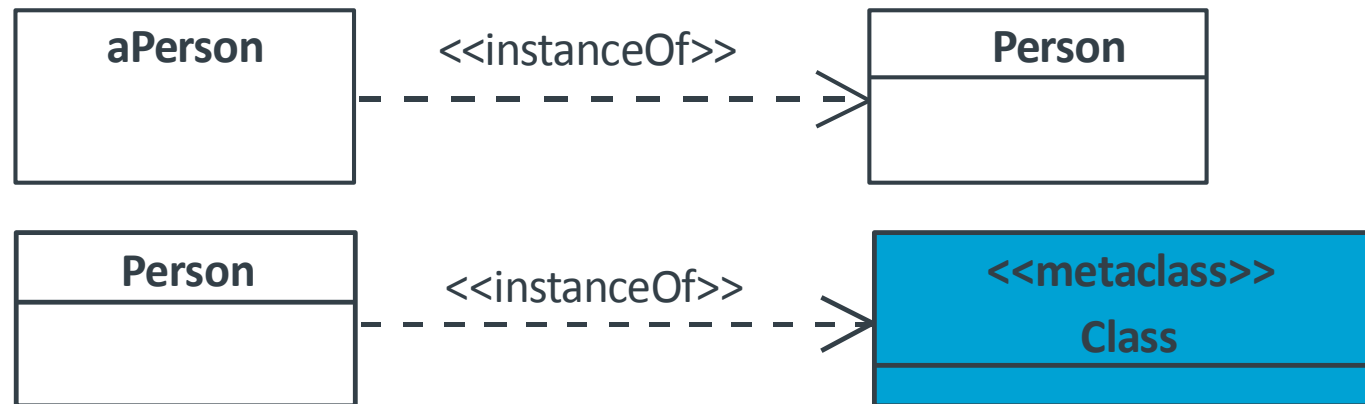 aPerson
<<instanceOf>>
Person
Person
<<instanceOf>>
<<metaclass>>
Class